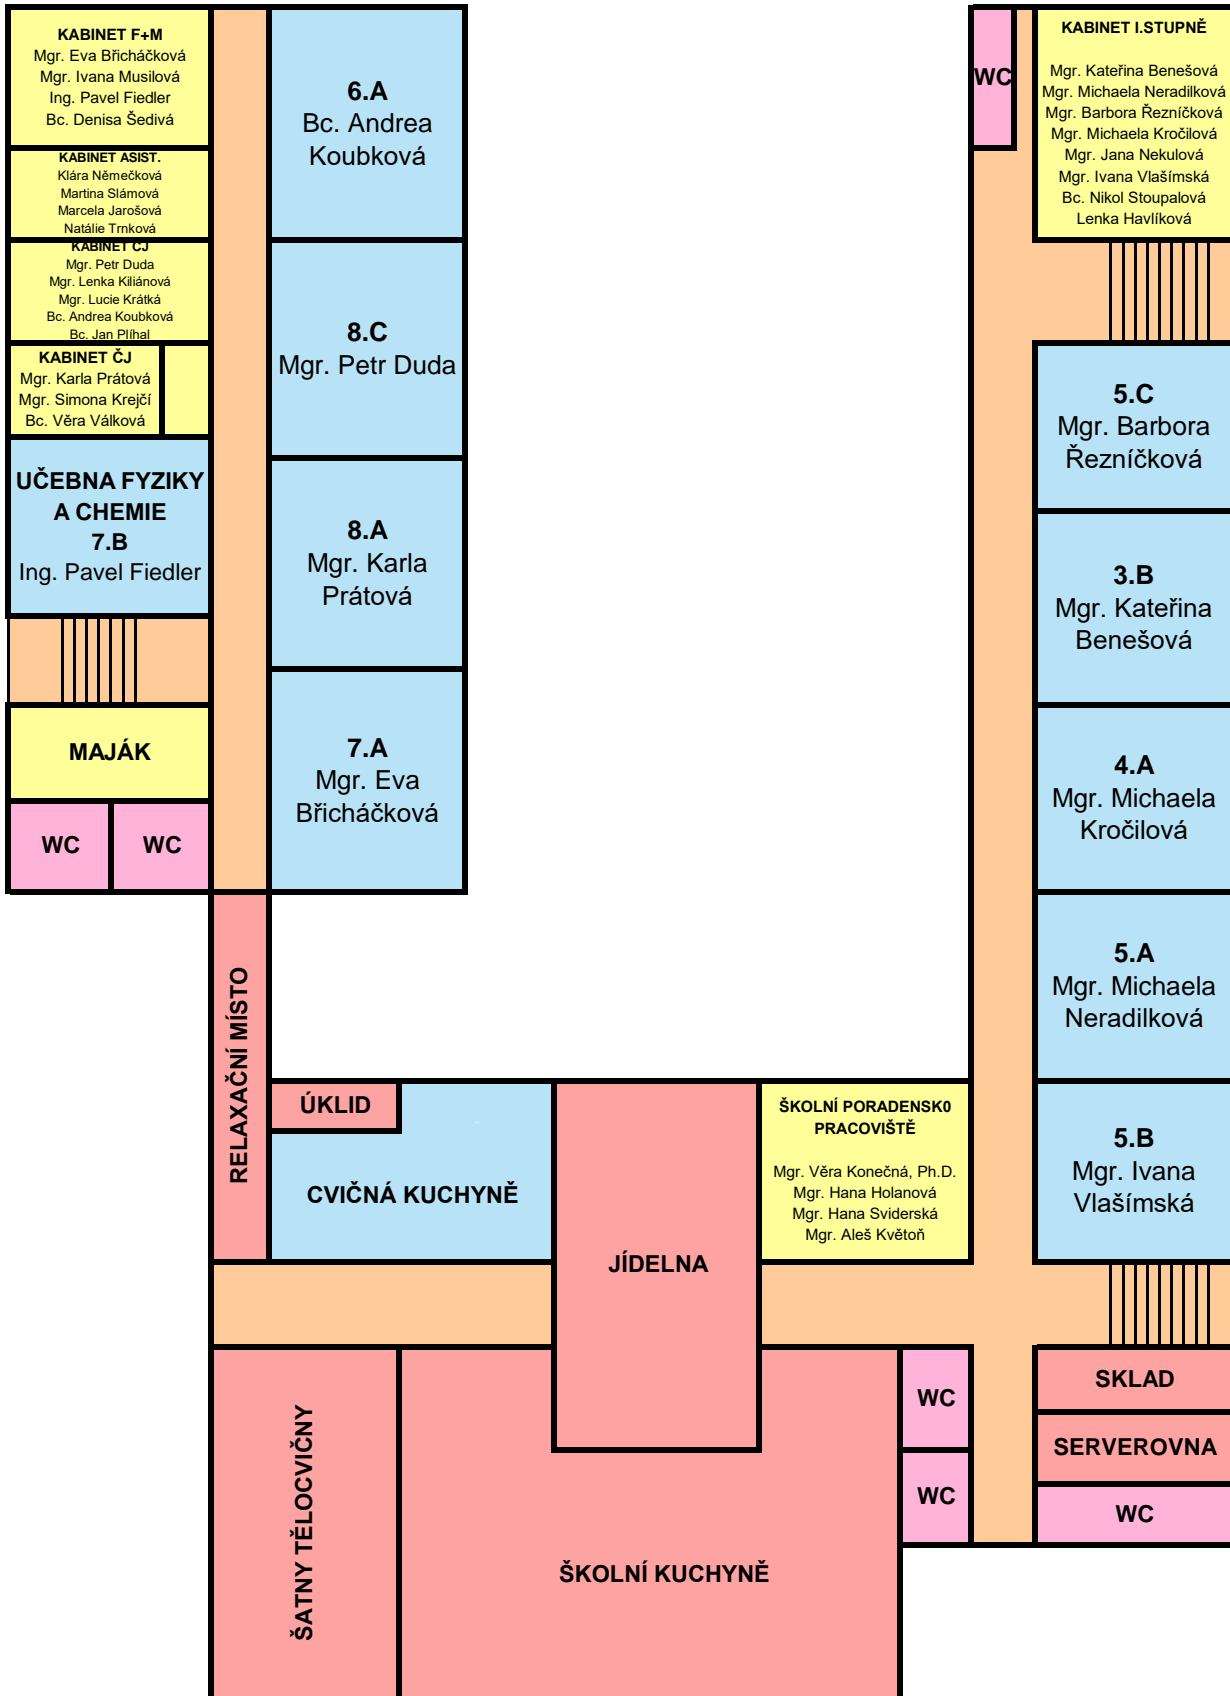 KABINET F+M
Mgr. Eva Břicháčková
Mgr. Ivana Musilová
Ing. Pavel Fiedler
Bc. Denisa Šedivá
KABINET ASIST.
Klára Němečková
Martina Slámová
Marcela Jarošová
Natálie Trnková
KABINET CJ
Mgr. Petr Duda
Mgr. Lenka Kiliánová
Mgr. Lucie Krátká
Bc. Andrea Koubková
Bc. Jan Plíhal
KABINET ČJ
Mgr. Karla Prátová
Mgr. Simona Krejčí
Bc. Věra Válková
UČEBNA FYZIKY
A CHEMIE
7.B
Ing. Pavel Fiedler
MAJÁK
WC
WC
6.A
Bc. Andrea
Koubková
8.C
Mgr. Petr Duda
8.A
Mgr. Karla
Prátová
7.A
Mgr. Eva
Břicháčková
RELAXAČNÍ MÍSTO
ÚKLID
CVIČNÁ KUCHYNĚ
JÍDELNA
ŠKOLNÍ PORADENSK0
PRACOVIŠTĚ
Mgr. Věra Konečná, Ph.D.
Mgr. Hana Holanová
Mgr. Hana Sviderská
Mgr. Aleš Květoň
ŠATNY TĚLOCVIČNY
ŠKOLNÍ KUCHYNĚ
WC
WC
WC
KABINET I.STUPNĚ
Mgr. Kateřina Benešová
Mgr. Michaela Neradilková
Mgr. Barbora Řezníčková
Mgr. Michaela Kročilová
Mgr. Jana Nekulová
Mgr. Ivana Vlašímská
Bc. Nikol Stoupalová
Lenka Havlíková
5.C
Mgr. Barbora
Řezníčková
3.B
Mgr. Kateřina
Benešová
4.A
Mgr. Michaela
Kročilová
5.A
Mgr. Michaela
Neradilková
5.B
Mgr. Ivana
Vlašímská
SKLAD
SERVEROVNA
WC